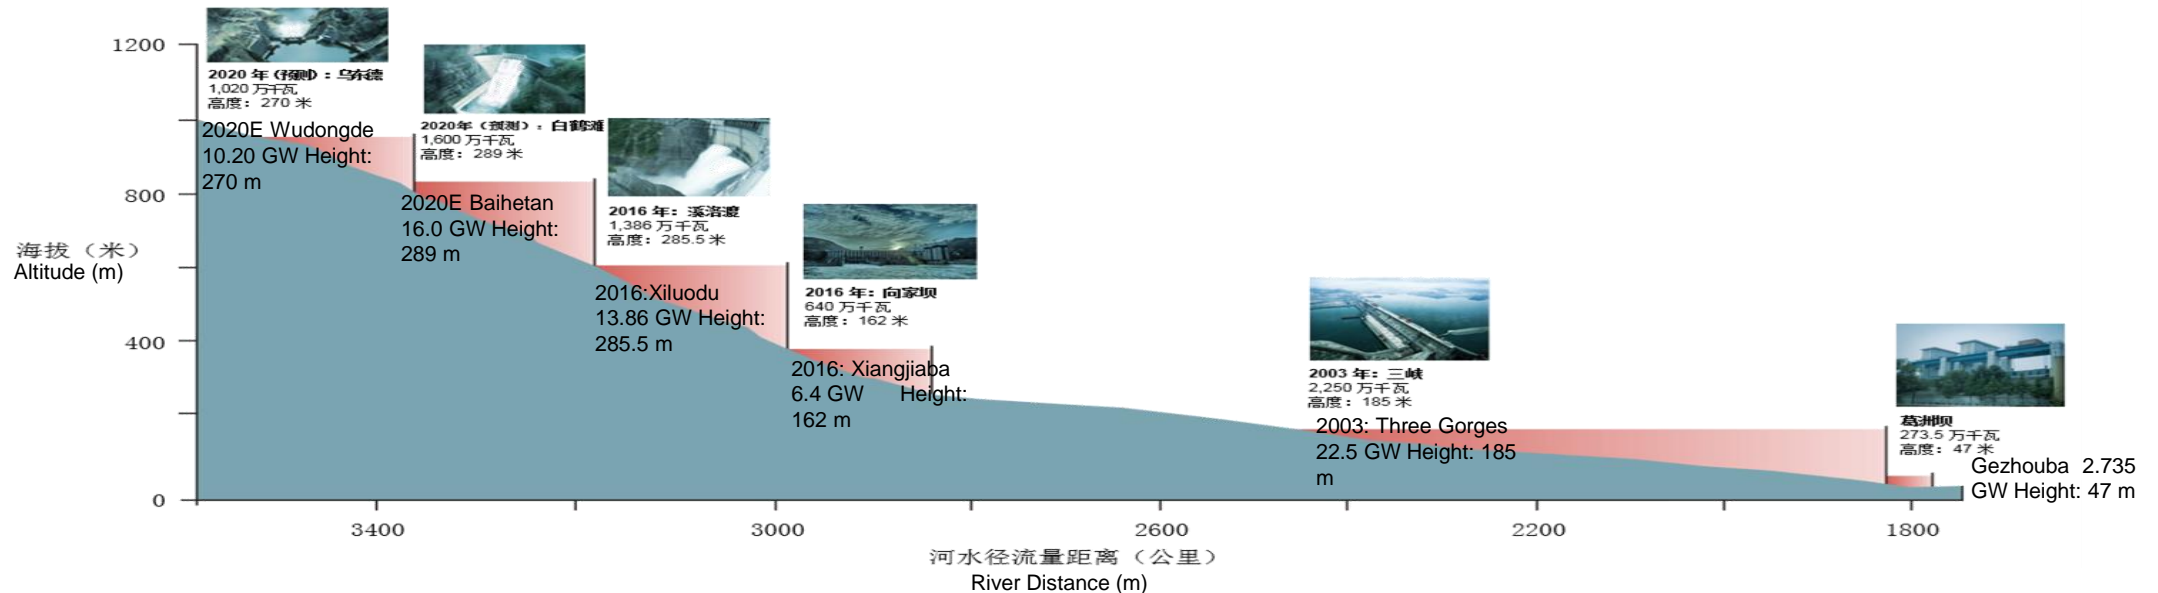 1200
800
400
0
海拔（米）
Altitude (m)
2020 年（预测）：乌东德
1,020 万千瓦
高度：270 米
2020E Wudongde
10.20 GW Height:
270 m
2020年（预测）：白鹤滩
1,600 万千瓦
高度：289 米
2020E Baihetan
16.0 GW Height:
289 m
2016 年：溪洛渡
1,386 万千瓦
高度：285.5 米
2016:Xiluodu
13.86 GW Height:
285.5 m
2016 年：向家坝
640 万千瓦
高度：162 米
2016: Xiangjiaba
6.4 GW Height:
162 m
2003 年：三峡
2,250 万千瓦
高度：185 米
2003: Three Gorges
22.5 GW Height: 185
m
葛洲坝
273.5 万千瓦
高度：47 米
Gezhouba 2.735
GW Height: 47 m
3400 3000 2600 2200 1800
河水径流量距离（公里）
River Distance (m)